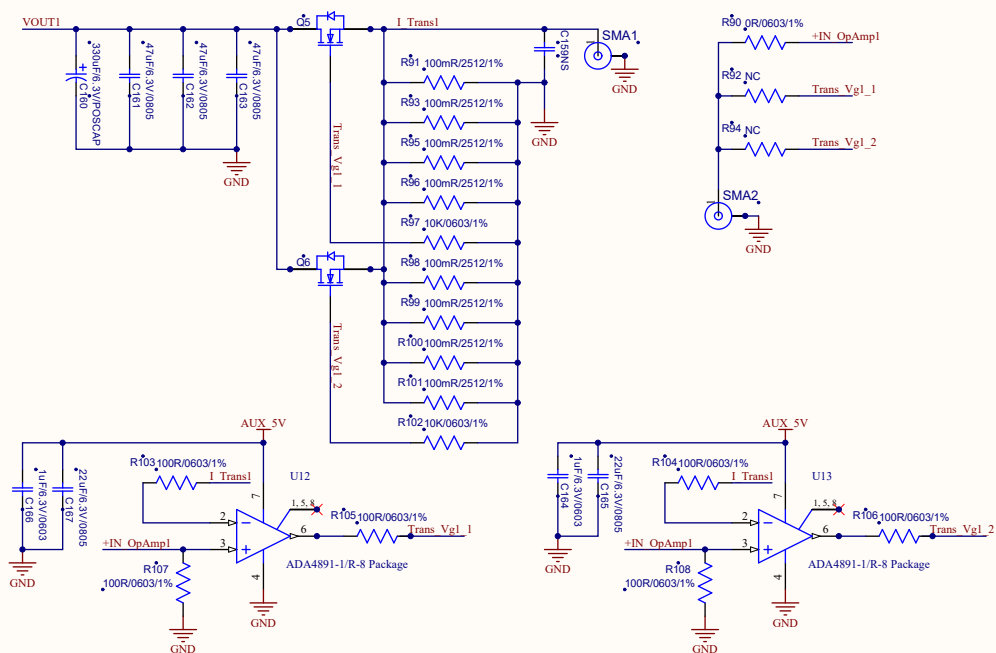 VOUT1
Q5
I_Trans1
330uF/6.3V/POSCAP
C160
47uF/6.3V/0805
C161
47uF/6.3V/0805
C162
47uF/6.3V/0805
C163
GND
Trans_Vg1_1
R91 100mR/2512/1%
R93 100mR/2512/1%
R95 100mR/2512/1%
R96 100mR/2512/1%
R97 10K/0603/1%
R98 100mR/2512/1%
R99 100mR/2512/1%
R100 100mR/2512/1%
R101 100mR/2512/1%
R102 10K/0603/1%
Q6
Trans_Vg1_2
C159NS
GND
1
SMA1
GND
R90 0R/0603/1%
+IN_OpAmp1
R92 NC
Trans_Vg1_1
R94 NC
Trans_Vg1_2
1
SMA2
GND
AUX_5V
1uF/6.3V/0603
C166
22uF/6.3V/0805
C167
GND
R103 100R/0603/1%
I_Trans1
U12
7
1, 5, 8
2
3
6
4
R105 100R/0603/1%
Trans_Vg1_1
+IN_OpAmp1
ADA4891-1/R-8 Package
R107
100R/0603/1%
GND
GND
AUX_5V
1uF/6.3V/0603
C164
22uF/6.3V/0805
C165
GND
R104 100R/0603/1%
I_Trans1
U13
7
1, 5, 8
2
3
6
4
R106 100R/0603/1%
Trans_Vg1_2
+IN_OpAmp1
ADA4891-1/R-8 Package
R108
100R/0603/1%
GND
GND